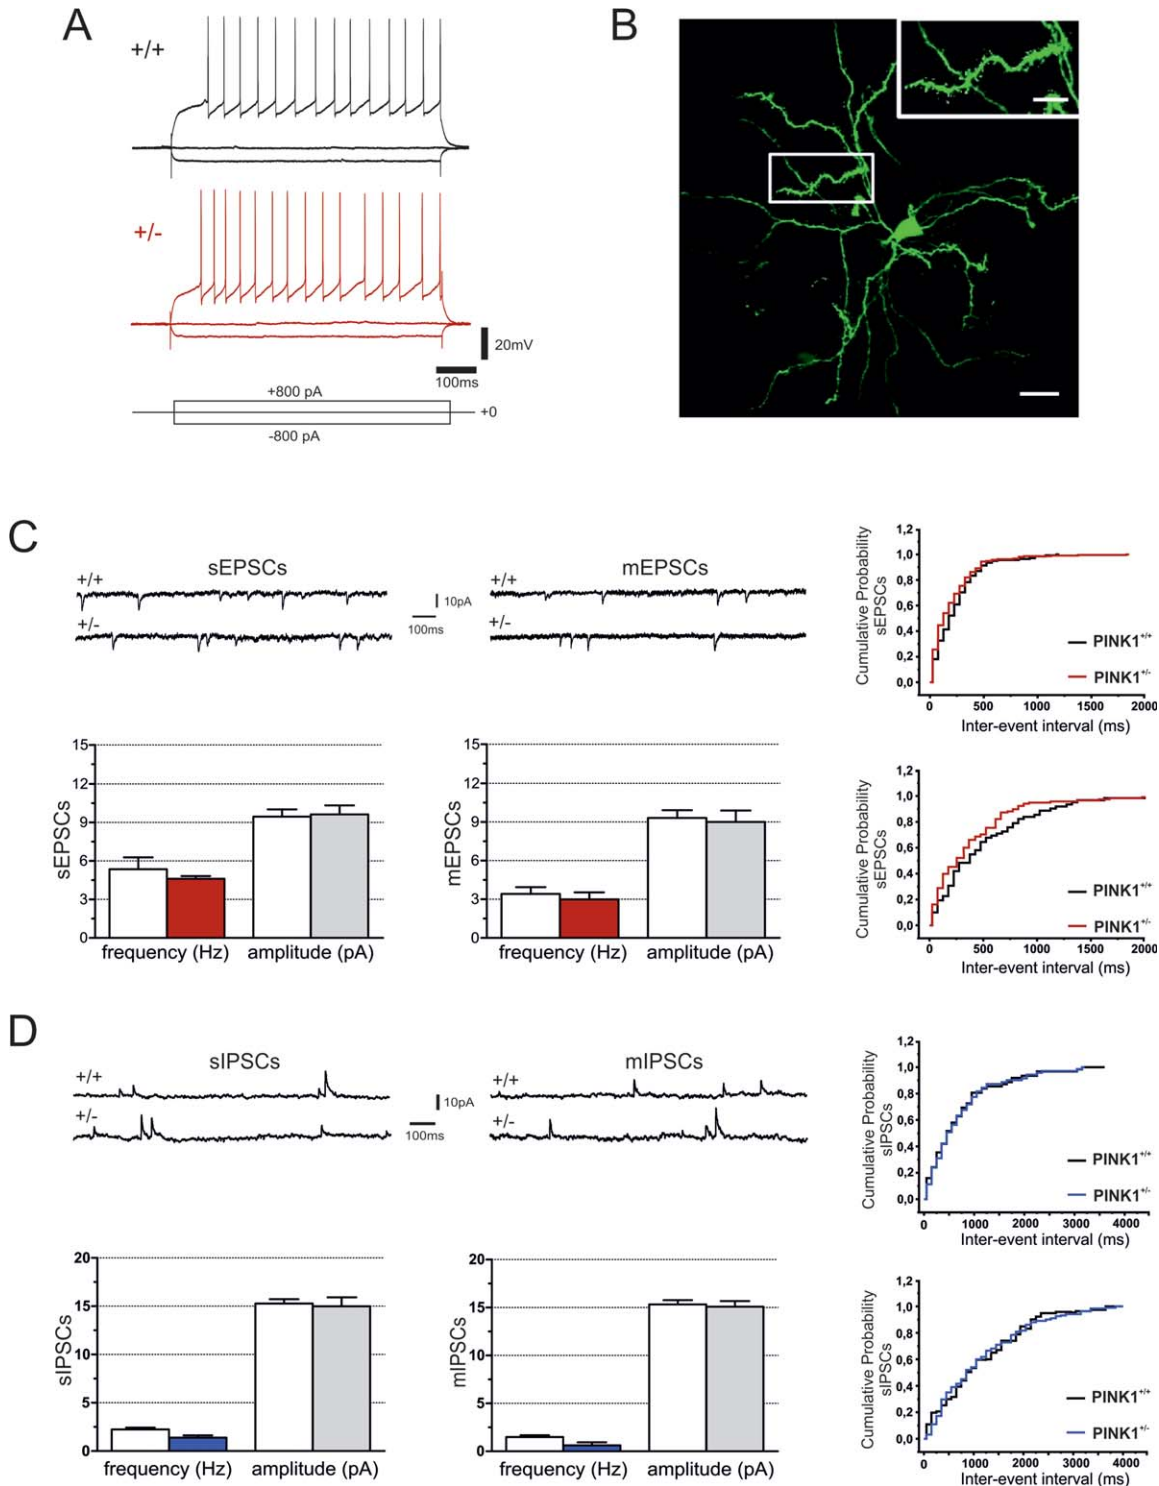 A
B
+/+
+/-
20mV
100ms
+800 pA
+0
-800 pA
C
sEPSCs
mEPSCs
+/+
+/-
10pA
100ms
+/+
+/-
Cumulative Probability
sEPSCs
1,2
1,0
0,8
0,6
0,4
0,2
0,0
PINK1+/+
PINK1+/-
0 500 1000 1500 2000
Inter-event interval (ms)
sEPSCs
15
12
9
6
3
0
frequency (Hz) amplitude (pA)
mEPSCs
15
12
9
6
3
0
frequency (Hz) amplitude (pA)
Cumulative Probability
sEPSCs
1,2
1,0
0,8
0,6
0,4
0,2
0,0
PINK1+/+
PINK1+/-
0 500 1000 1500 2000
Inter-event interval (ms)
D
sIPSCs
mIPSCs
+/+
+/-
10pA
100ms
+/+
+/-
Cumulative Probability
sIPSCs
1,2
1,0
0,8
0,6
0,4
0,2
0,0
PINK1+/+
PINK1+/-
0 1000 2000 3000 4000
Inter-event interval (ms)
sIPSCs
20
15
10
5
0
frequency (Hz) amplitude (pA)
mIPSCs
20
15
10
5
0
frequency (Hz) amplitude (pA)
Cumulative Probability
sIPSCs
1,2
1,0
0,8
0,6
0,4
0,2
0,0
PINK1+/+
PINK1+/-
0 1000 2000 3000 4000
Inter-event interval (ms)